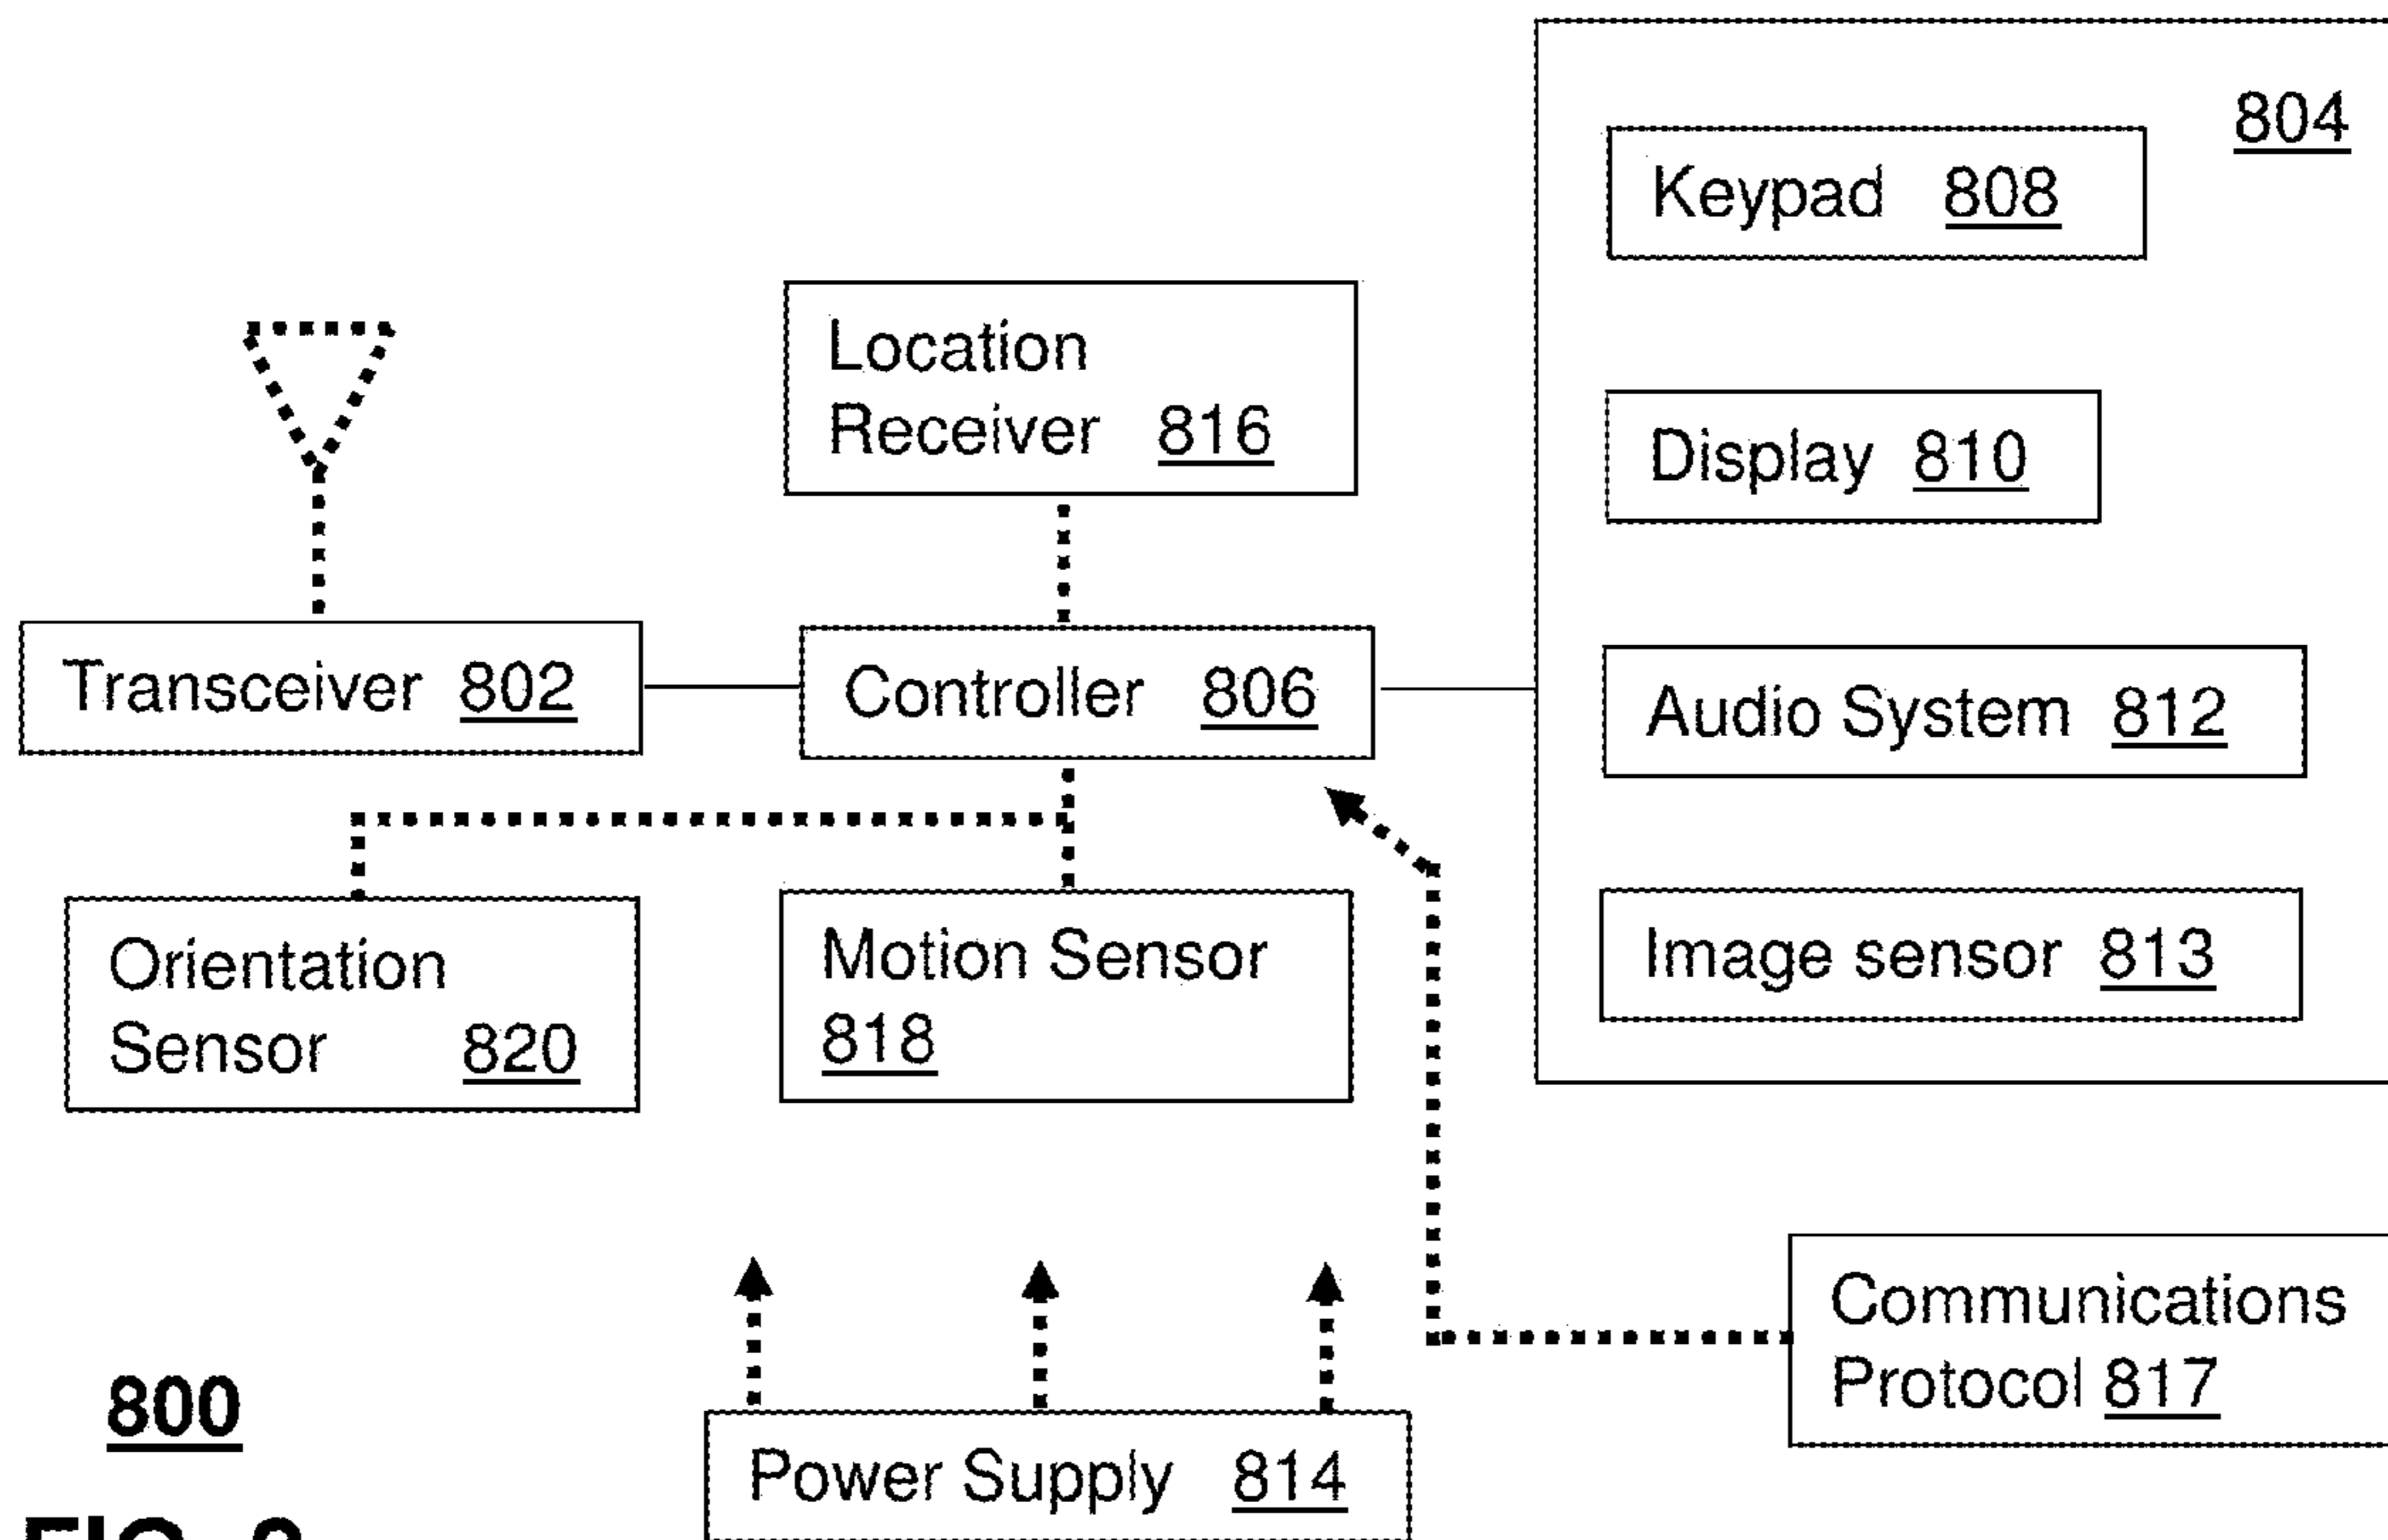 804
Keypad 808
Location
Receiver 816
Display 810
Transceiver 802
Controller 806
Audio System 812
Orientation
Sensor 820
Motion Sensor
818
Image sensor 813
Communications
Protocol 817
800
Power Supply 814
FIG.